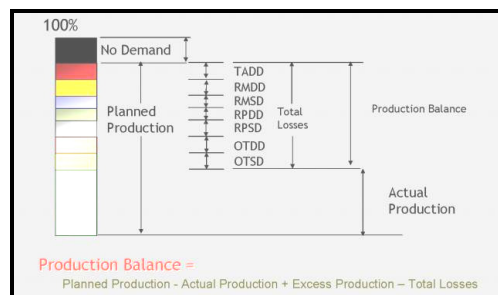 100%
No Demand
TADD
RMDD
RMSD
RPDD
RPSD
OTDD
OTSD
Planned
Production
Total
Losses
Production Balance
Actual
Production
Production Balance =
Planned Production - Actual Production + Excess Production – Total Losses